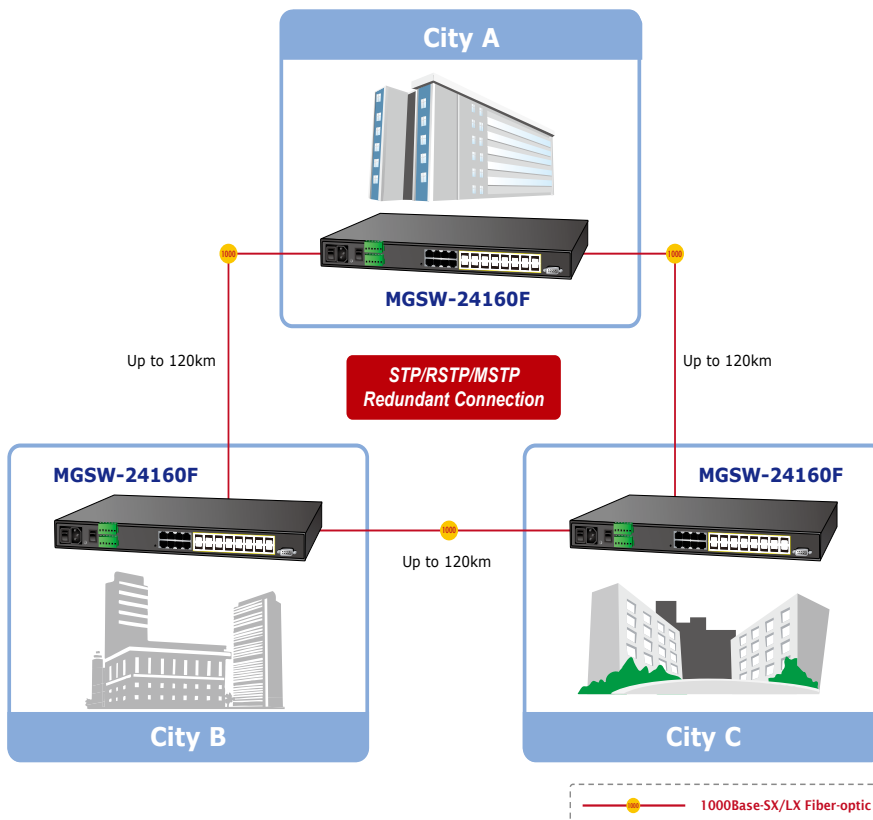 City A
1000
1000
MGSW-24160F
Up to 120km
STP/RSTP/MSTP
Redundant Connection
Up to 120km
MGSW-24160F
MGSW-24160F
1000
Up to 120km
City B
City C
1000
1000Base-SX/LX Fiber-optic